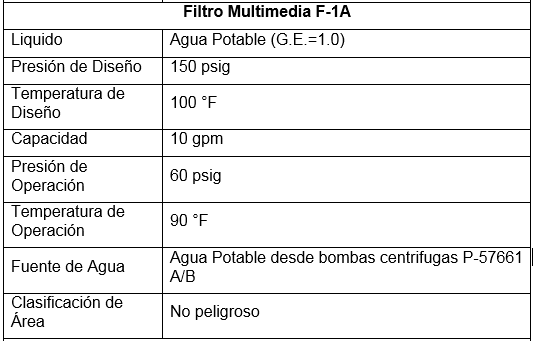 Filtro Multimedia F-1A
Liquido Agua Potable (G.E.=1.0)
Presión de Diseño 150 psig
Temperatura de
Diseño
100 °F
Capacidad 10 gpm
Presión de
Operación
60 psig
Temperatura de
Operación
90 °F
Fuente de Agua
Agua Potable desde bombas centrifugas P-57661
A/B
Clasificación de
Área
No peligroso